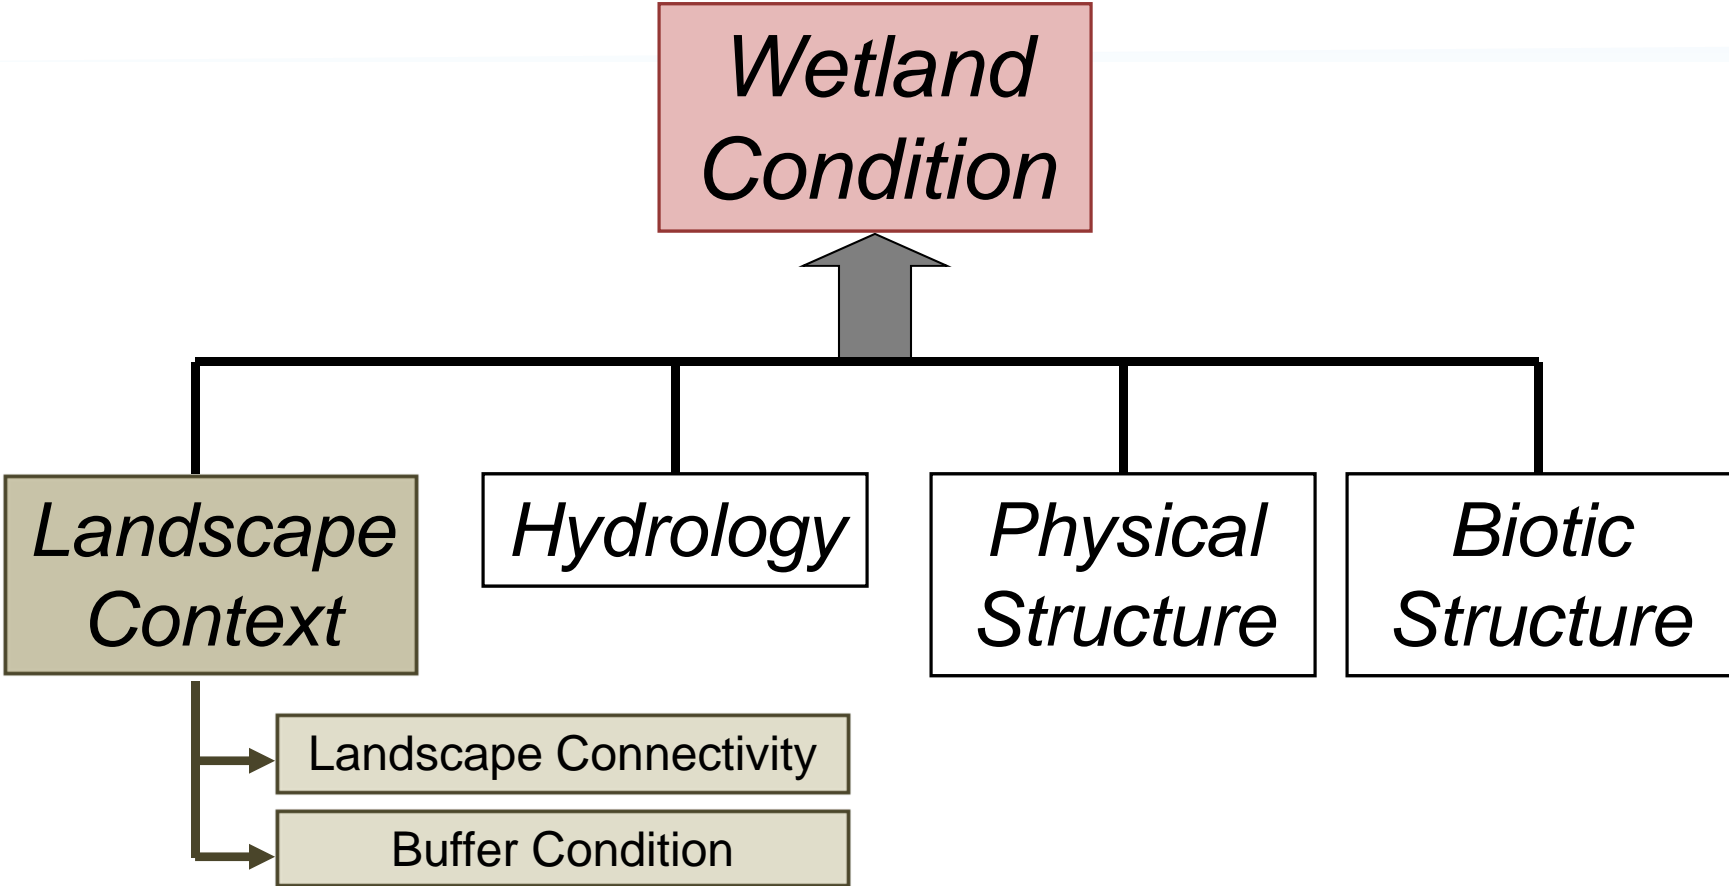 Wetland
Condition
Landscape
Context
Hydrology
Physical
Structure
Biotic
Structure
Landscape Connectivity
Buffer Condition